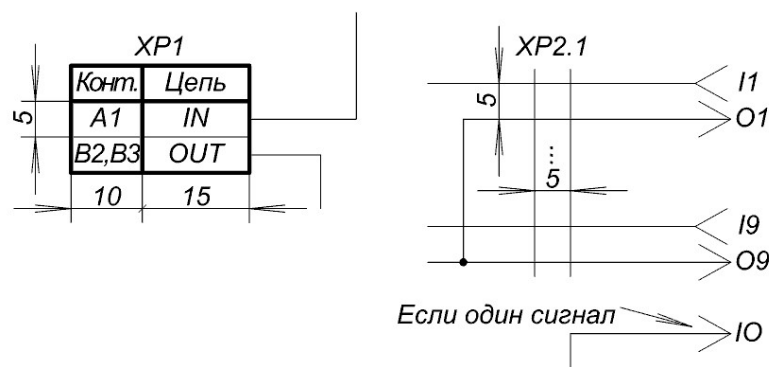 XP1
Конт. Цепь
A1 IN
B2,B3 OUT
5
10 15
XP2.1
I1
5
O1
...
5
I9
O9
Если один сигнал
IO